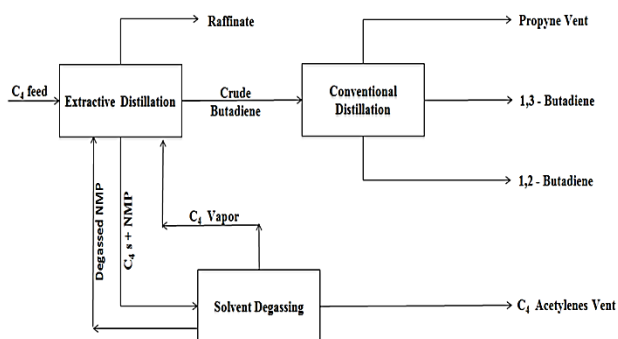 Raffinate
Propyne Vent
C₄ feed
Extractive Distillation
Crude
Butadiene
Conventional
Distillation
1,3 - Butadiene
1,2 - Butadiene
Degassed NMP
C₄ s + NMP
C₄ Vapor
Solvent Degassing
C₄ Acetylenes Vent